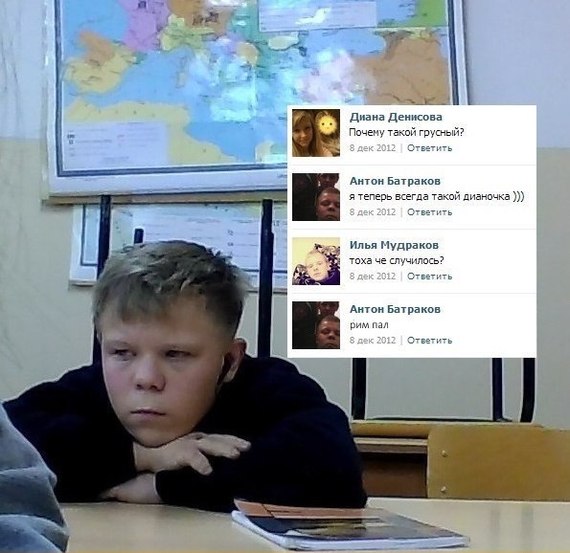 Диана Денисова
Почему такой грусный?
8 дек 2012 | Ответить
Антон Батраков
я теперь всегда такой дианочка )))
8 дек 2012 | Ответить
Илья Мудраков
тоха че случилось?
8 дек 2012 | Ответить
Антон Батраков
рим пал
8 дек 2012 | Ответить